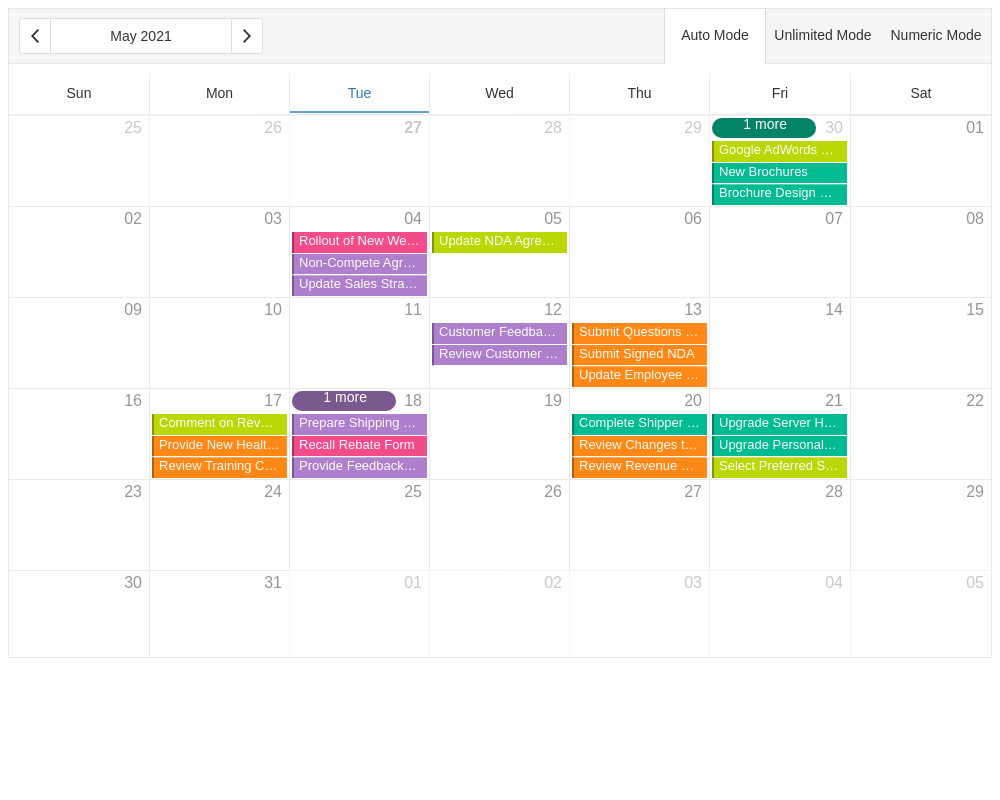 May 2021
Auto Mode Unlimited Mode Numeric Mode
Sun Mon Tue Wed Thu Fri Sat
25 26 27 28 29 1 more 30 01
Google AdWords …
New Brochures
Brochure Design …
02 03 04 05 06 07 08
Rollout of New We… Update NDA Agre…
Non-Compete Agr…
Update Sales Stra…
09 10 11 12 13 14 15
Customer Feedba… Submit Questions …
Review Customer … Submit Signed NDA
Update Employee …
16 17 1 more 18 19 20 21 22
Comment on Rev… Prepare Shipping … Complete Shipper … Upgrade Server H…
Provide New Healt… Recall Rebate Form Review Changes t… Upgrade Personal…
Review Training C… Provide Feedback… Review Revenue … Select Preferred S…
23 24 25 26 27 28 29
30 31 01 02 03 04 05